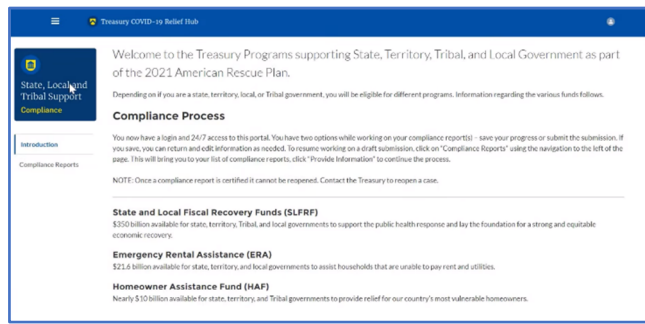 Treasury COVID-19 Relief Hub
State, Local and
Tribal Support
Compliance
Introduction
Compliance Reports
Welcome to the Treasury Programs supporting State, Territory, Tribal, and Local Government as part
of the 2021 American Rescue Plan.
Depending on if you are a state, territory, local, or Tribal government, you will be eligible for different programs. Information regarding the various funds follows.
Compliance Process
You now have a login and 24/7 access to this portal. You have two options while working on your compliance report(s) – save your progress or submit the submission. If
you save, you can return and edit information as needed. To resume working on a draft submission, click on "Compliance Reports" using the navigation to the left of the
page. This will bring you to your list of compliance reports, click "Provide Information" to continue the process.
NOTE: Once a compliance report is certified it cannot be reopened. Contact the Treasury to reopen a case.
State and Local Fiscal Recovery Funds (SLFRF)
$350 billion available for state, territory, Tribal, and local governments to support the public health response and lay the foundation for a strong and equitable
economic recovery.
Emergency Rental Assistance (ERA)
$21.6 billion available for state, territory, and local governments to assist households that are unable to pay rent and utilities.
Homeowner Assistance Fund (HAF)
Nearly $10 billion available for state, territory, and Tribal governments to provide relief for our country's most vulnerable homeowners.